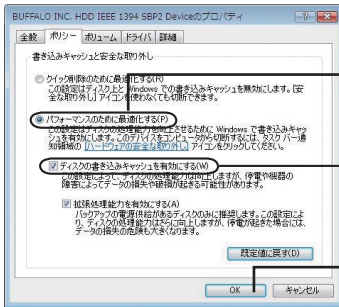 BUFFALO INC. HDD IEEE 1394 SBP2 Deviceのプロパティ
全般 ポリシー ボリューム ドライバ 詳細
書き込みキャッシュと安全な取り外し
クイック削除のために最適化する(R)
この設定はディスクと Windows での書き込みキャッシュを無効にします。[安
全な取り外し] アイコンを使わなくても切断できます。
パフォーマンスのために最適化する(P)
この設定はディスクの処理能力を向上させるために Windows で書き込みキャッ
シュを有効にします。このデバイスをコンピュータから切断するには、タスク バー通
知領域の [ハードウェアの安全な取り外し] アイコンをクリックしてください。
ディスクの書き込みキャッシュを有効にする(W)
この設定によって、ディスクの処理能力は向上しますが、停電や機器の
障害によってデータの損失や破損が起きる可能性があります。
拡張処理能力を有効にする(A)
バックアップの電源供給があるディスクのみに推奨します。この設定によ
り、ディスクの処理能力はさらに向上しますが、停電が起きた場合には、
データの損失の危険も大きくなります。
既定値に戻す(D)
OK キャンセル